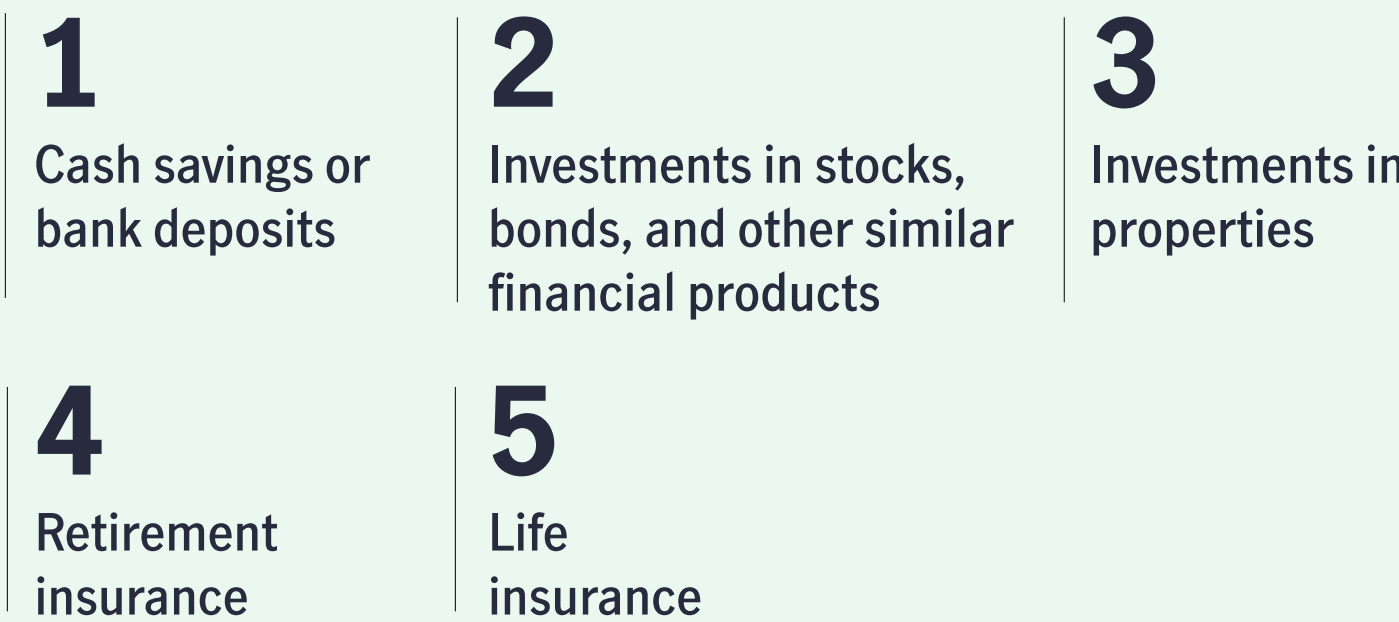 1
Cash savings or
bank deposits
2
Investments in stocks,
bonds, and other similar
financial products
3
Investments in
properties
4
Retirement
insurance
5
Life
insurance